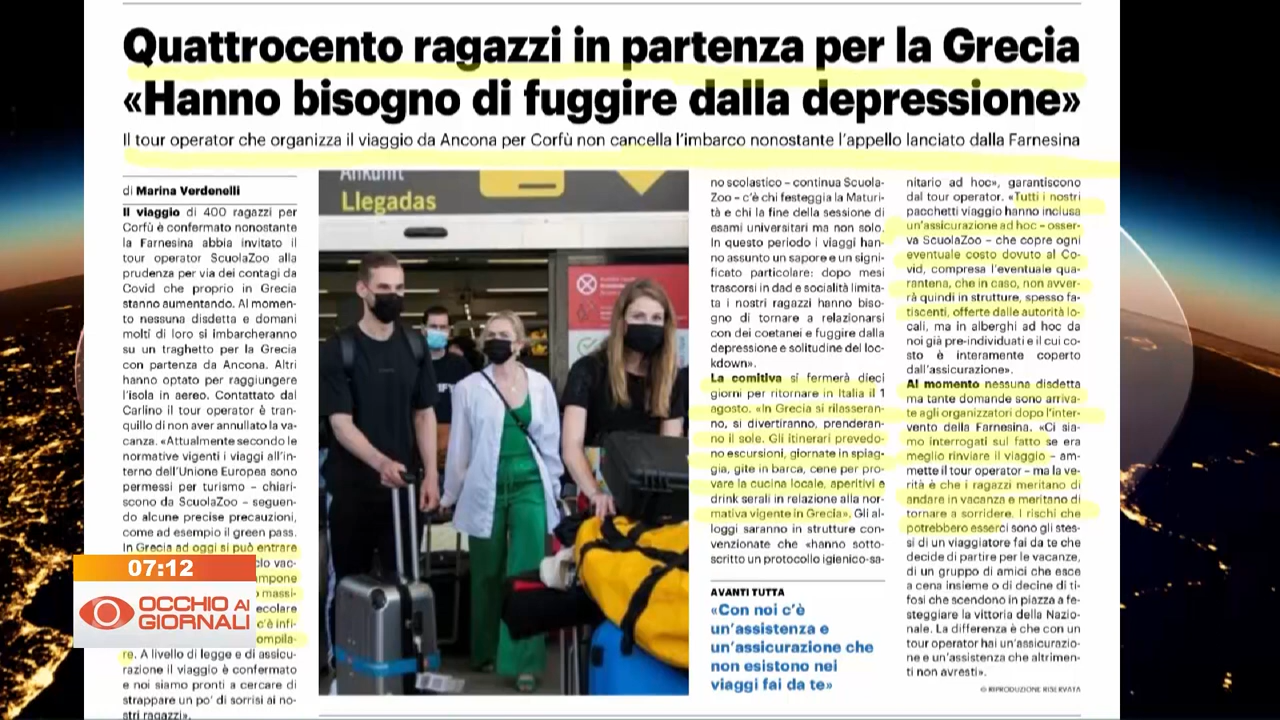 Quattrocento ragazzi in partenza per la Grecia
«Hanno bisogno di fuggire dalla depressione»
Il tour operator che organizza il viaggio da Ancona per Corfù non cancella l'imbarco nonostante l'appello lanciato dalla Farnesina
di Marina Verdenelli
Il viaggio di 400 ragazzi per
Corfù è confermato nonostante
la Farnesina abbia invitato il
tour operator ScuolaZoo alla
prudenza per via dei contagi da
Covid che proprio in Grecia
stanno aumentando. Al momen-
to nessuna disdetta e domani
molti di loro si imbarcheranno
su un traghetto per la Grecia
con partenza da Ancona. Altri
hanno optato per raggiungere
l'isola in aereo. Contattato dal
Carlino il tour operator è tran-
quillo di non aver annullato la va-
canza. «Attualmente secondo le
normative vigenti i viaggi all'in-
terno dell'Unione Europea sono
permessi per turismo – chiari-
scono da ScuolaZoo – seguen-
do alcune precise precauzioni,
come ad esempio il green pass.
In Grecia ad oggi si può entrare
clo vac-
ampone
o massi-
ecolare
c'è infi-
ompila-
re. A livello di legge e di assicu-
razione il viaggio è confermato
e noi siamo pronti a cercare di
strappare un po' di sorrisi ai no-
stri ragazzi».
Ankunft
Llegadas
no scolastico – continua Scuola-
Zoo – c'è chi festeggia la Maturi-
tà e chi la fine della sessione di
esami universitari ma non solo.
In questo periodo i viaggi han-
no assunto un sapore e un signi-
ficato particolare: dopo mesi
trascorsi in dad e socialità limita-
ta i nostri ragazzi hanno biso-
gno di tornare a relazionarsi
con dei coetanei e fuggire dalla
depressione e solitudine del loc-
kdown».
La comitiva si fermerà dieci
giorni per ritornare in Italia il 1
agosto. «In Grecia si rilasseran-
no, si divertiranno, prenderan-
no il sole. Gli itinerari prevedo-
no escursioni, giornate in spiag-
gia, gite in barca, cene per pro-
vare la cucina locale, aperitivi e
drink serali in relazione alla nor-
mativa vigente in Grecia». Gli al-
loggi saranno in strutture con-
venzionate che «hanno sotto-
scritto un protocollo igienico-sa-
AVANTI TUTTA
«Con noi c'è
un'assistenza e
un'assicurazione che
non esistono nei
viaggi fai da te»
nitario ad hoc», garantiscono
dal tour operator. «Tutti i nostri
pacchetti viaggio hanno inclusa
un'assicurazione ad hoc – osser-
va ScuolaZoo – che copre ogni
eventuale costo dovuto al Co-
vid, compresa l'eventuale qua-
rantena, che in caso, non avver-
rà quindi in strutture, spesso fa-
tiscenti, offerte dalle autorità lo-
cali, ma in alberghi ad hoc da
noi già pre-individuati e il cui co-
sto è interamente coperto
dall'assicurazione».
Al momento nessuna disdetta
ma tante domande sono arriva-
te agli organizzatori dopo l'inter-
vento della Farnesina. «Ci sia-
mo interrogati sul fatto se era
meglio rinviare il viaggio – am-
mette il tour operator – ma la ve-
rità è che i ragazzi meritano di
andare in vacanza e meritano di
tornare a sorridere. I rischi che
potrebbero esserci sono gli stes-
si di un viaggiatore fai da te che
decide di partire per le vacanze,
di un gruppo di amici che esce
a cena insieme o di decine di ti-
fosi che scendono in piazza a fe-
steggiare la vittoria della Nazio-
nale. La differenza è che con un
tour operator hai un'assicurazio-
ne e un'assistenza che altrimen-
ti non avresti».
© RIPRODUZIONE RISERVATA
07:12
OCCHIO AI
GIORNALI